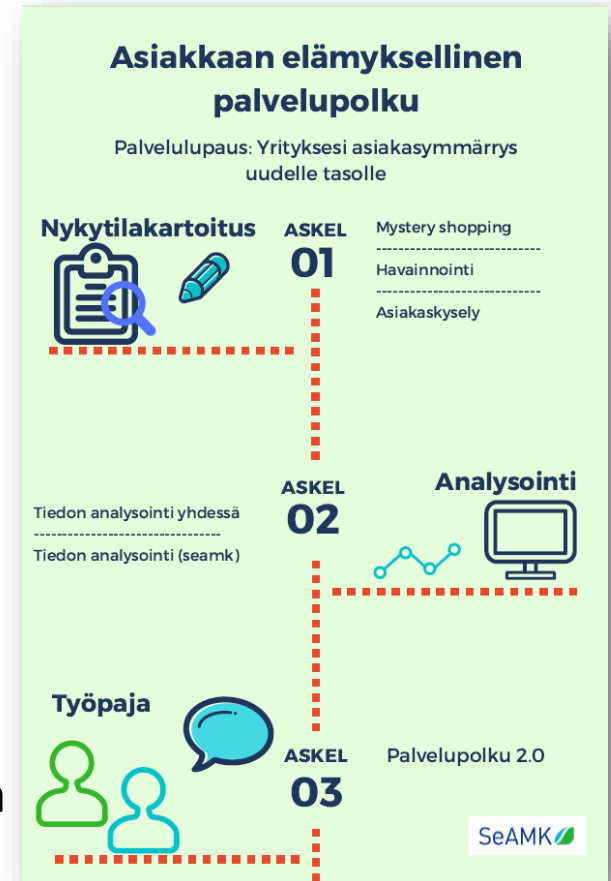 Asiakkaan elämyksellinen
palvelupolku
Palvelulupaus: Yrityksesi asiakasymmärrys
uudelle tasolle
Nykytilakartoitus
ASKEL
01
Mystery shopping
Havainnointi
Asiakaskysely
ASKEL
02
Analysointi
Tiedon analysointi yhdessä
Tiedon analysointi (seamk)
Työpaja
ASKEL
03
Palvelupolku 2.0
SeAMK